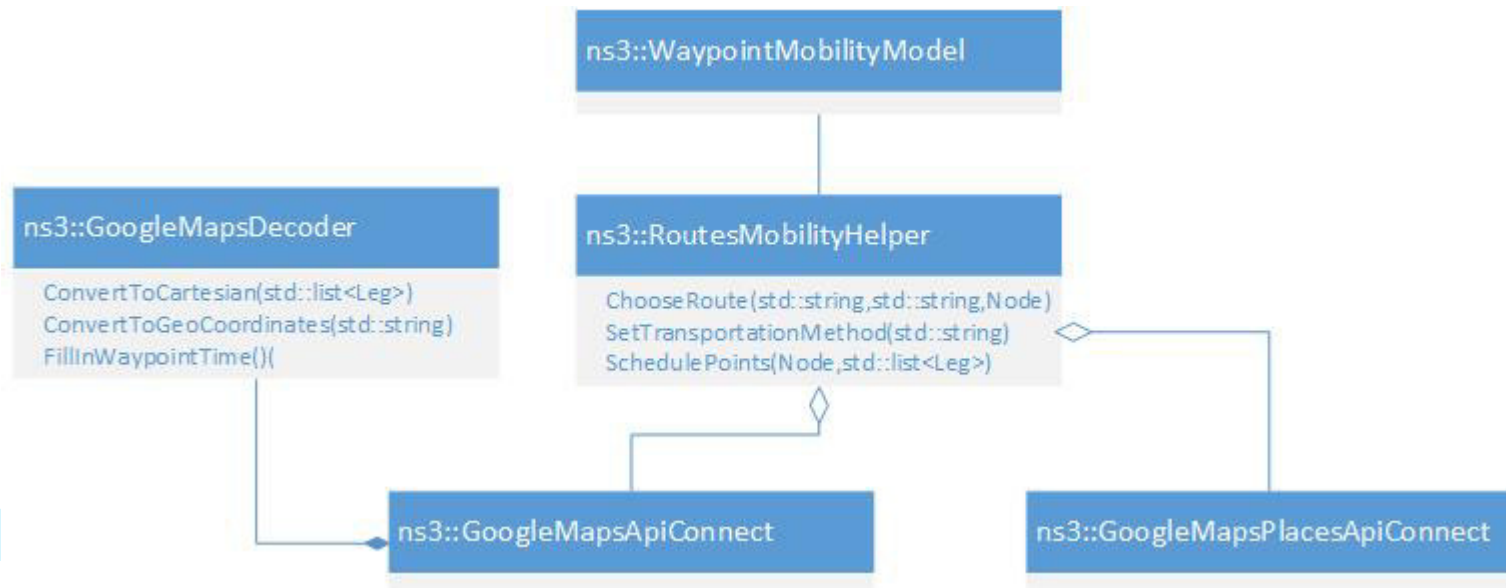 ns3::WaypointMobilityModel
ns3::GoogleMapsDecoder
ConvertToCartesian(std::list<Leg>)
ConvertToGeoCoordinates(std::string)
FillInWaypointTime()(
ns3::RoutesMobilityHelper
ChooseRoute(std::string,std::string,Node)
SetTransportationMethod(std::string)
SchedulePoints(Node,std::list<Leg>)
ns3::GoogleMapsApiConnect
ns3::GoogleMapsPlacesApiConnect